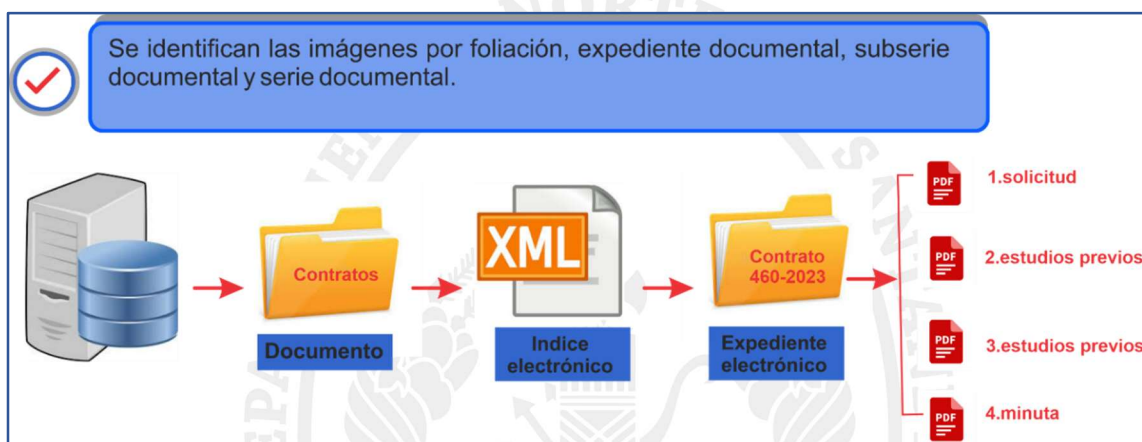 Se identifican las imágenes por foliación, expediente documental, subserie
documental y serie documental.
Contratos
Documento
XML
Indice
electrónico
Contrato
460-2023
Expediente
electrónico
PDF
1.solicitud
PDF
2.estudios previos
PDF
3.estudios previos
PDF
4.minuta